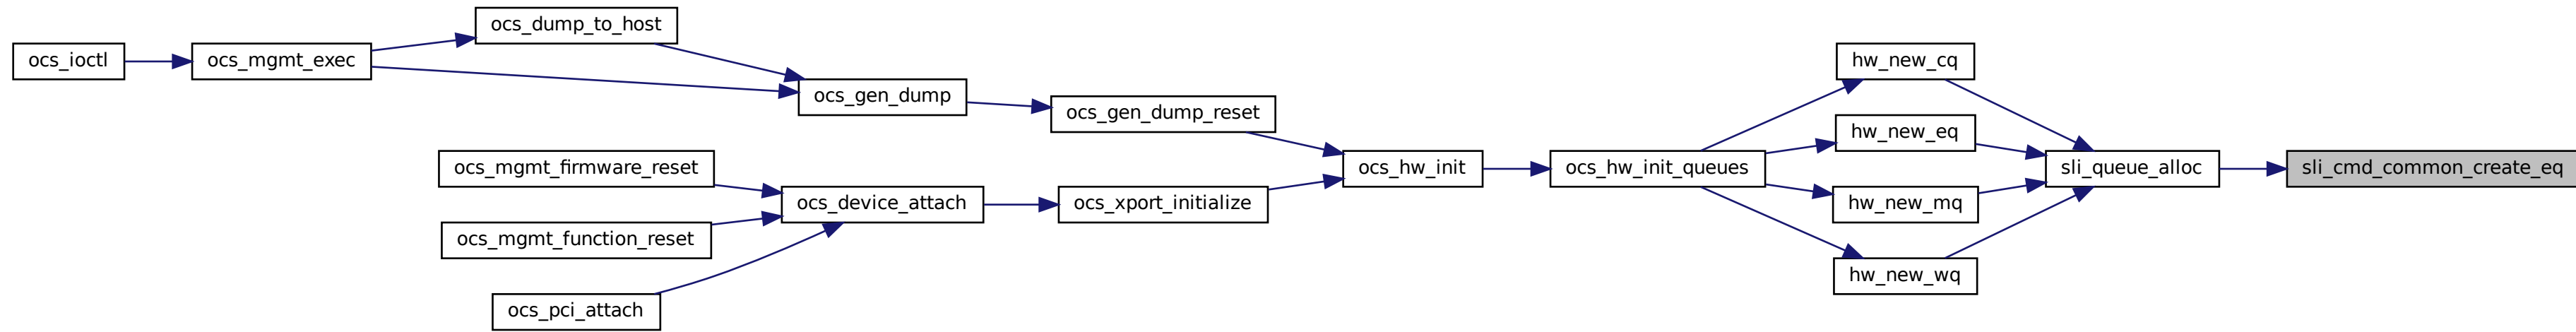 ocs_ioctl
ocs_mgmt_exec
ocs_dump_to_host
ocs_gen_dump
ocs_gen_dump_reset
ocs_mgmt_firmware_reset
ocs_mgmt_function_reset
ocs_pci_attach
ocs_device_attach
ocs_xport_initialize
ocs_hw_init
ocs_hw_init_queues
hw_new_cq
hw_new_eq
hw_new_mq
hw_new_wq
sli_queue_alloc
sli_cmd_common_create_eq